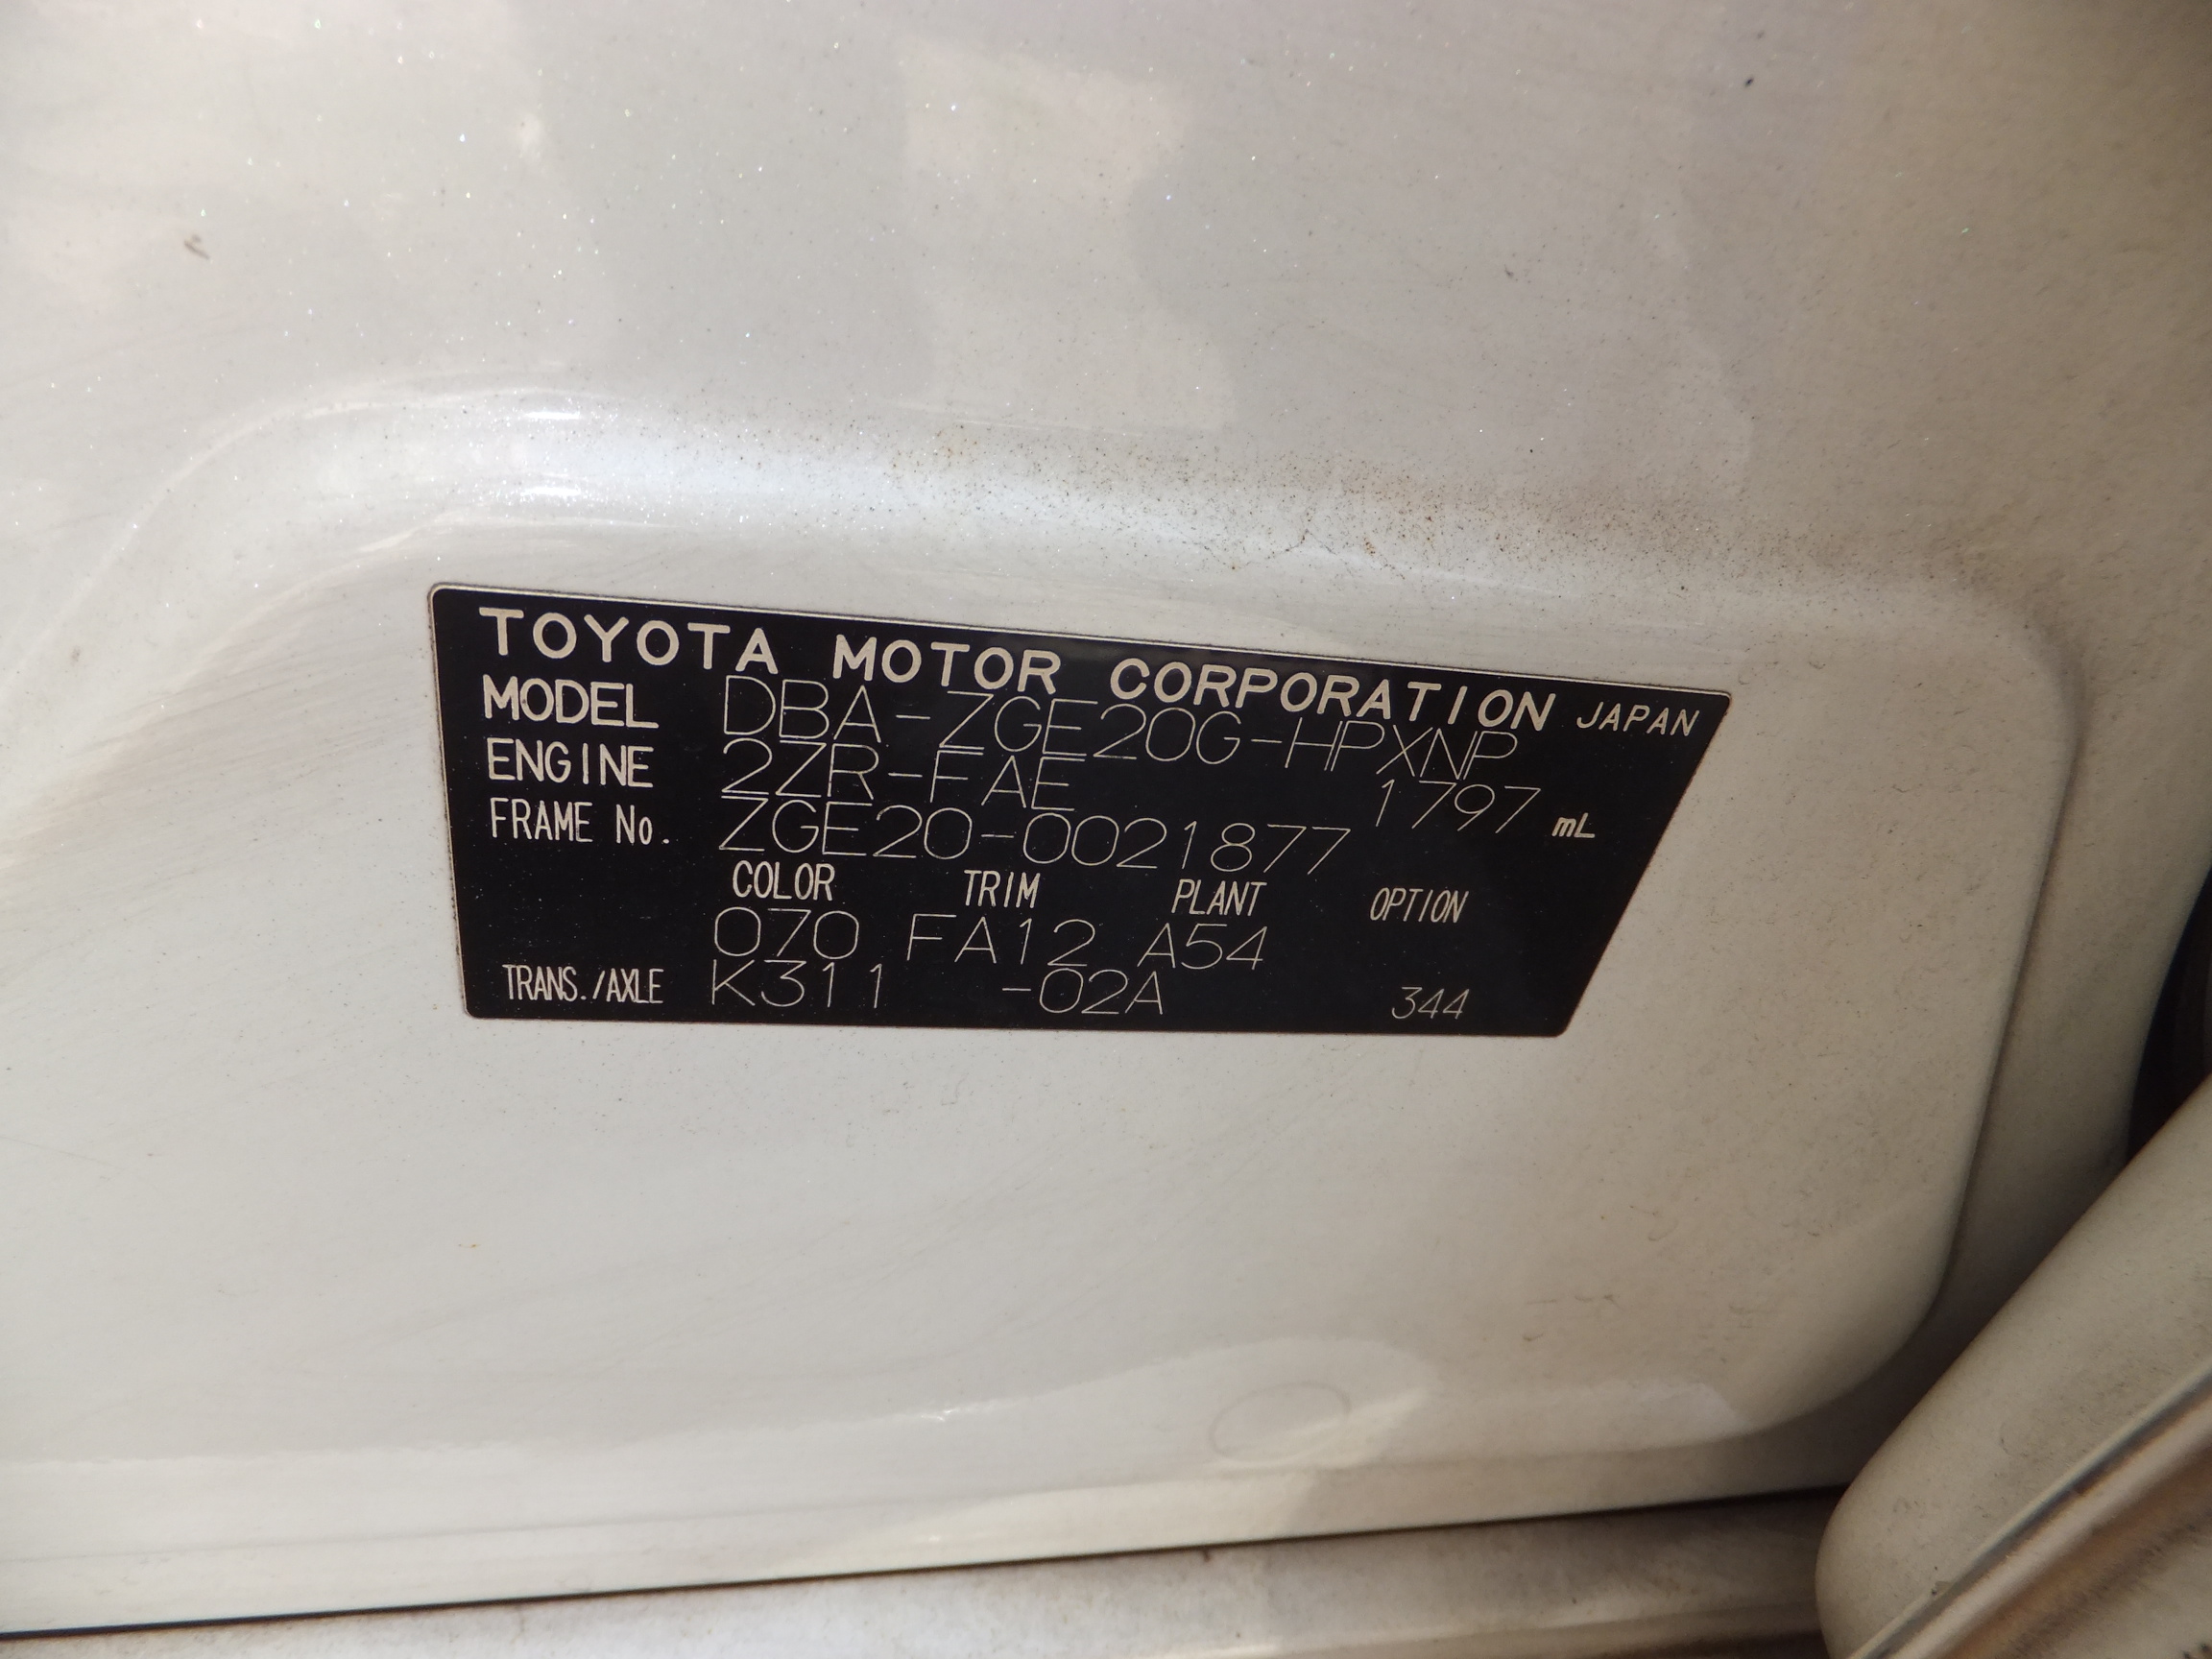 TOYOTA MOTOR CORPORATION JAPAN
MODEL DBA-ZGE20G-HPXNP
ENGINE 2ZR-FAE 1797 mL
FRAME No. ZGE20-0021877
COLOR TRIM PLANT OPTION
070 FA12 A54
TRANS./AXLE K311 -02A 344